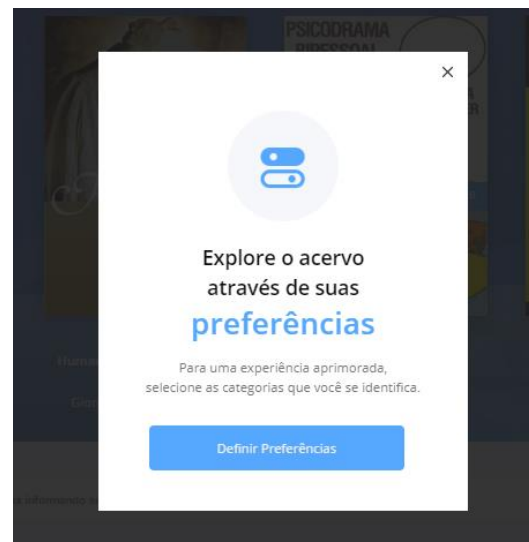 PSICODRAMA
BIPESSOAL
Explore o acervo
através de suas
preferências
Para uma experiência aprimorada,
selecione as categorias que você se identifica.
Definir Preferências